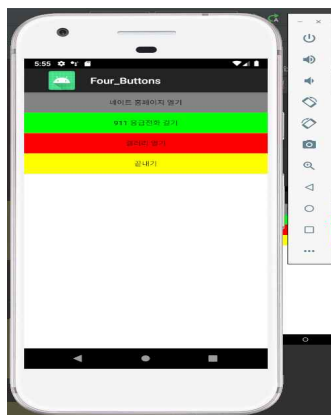 5:55
Four_Buttons
네이트 홈페이지 열기
911 응급전화 걸기
갤러리 열기
끝내기